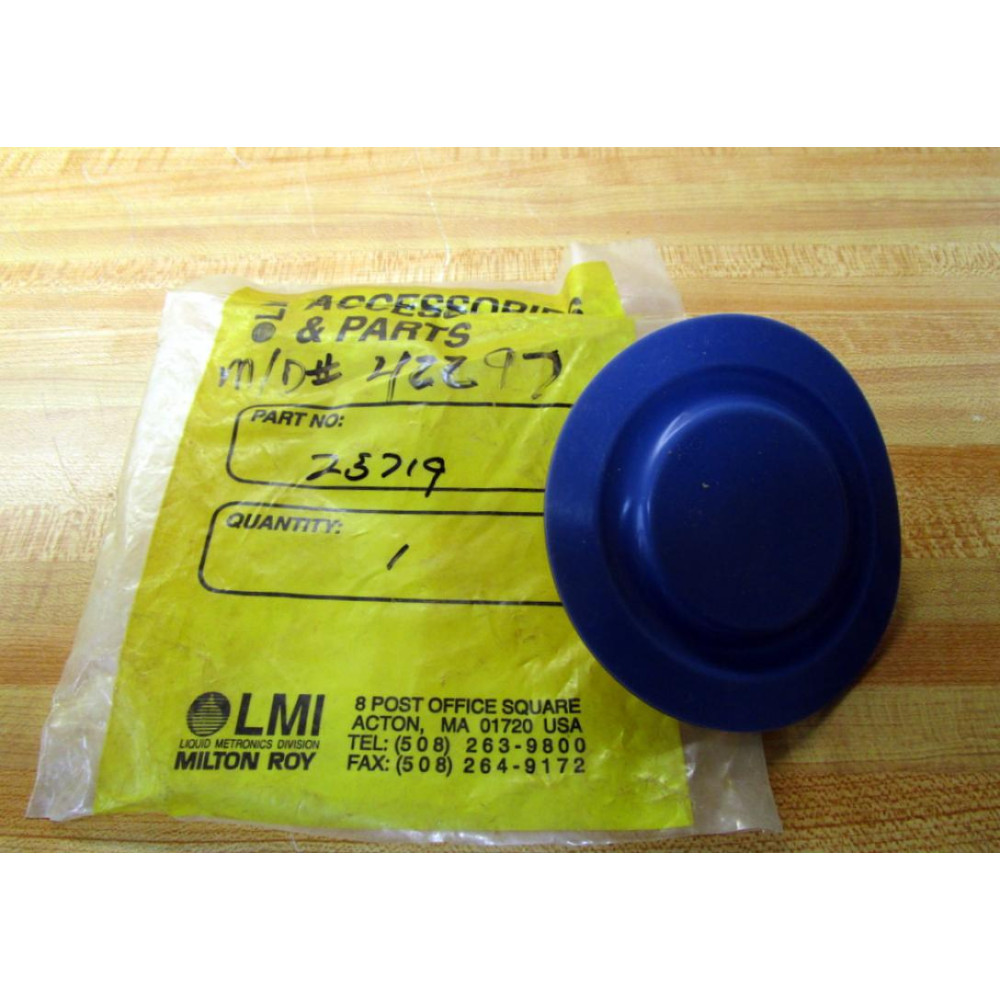 LMI ACCESSORIES
& PARTS
M/D# 42297
PART NO:
25719
QUANTITY:
1
LMI
LIQUID METRONICS DIVISION
MILTON ROY
8 POST OFFICE SQUARE
ACTON, MA 01720 USA
TEL: (508) 263-9800
FAX: (508) 264-9172